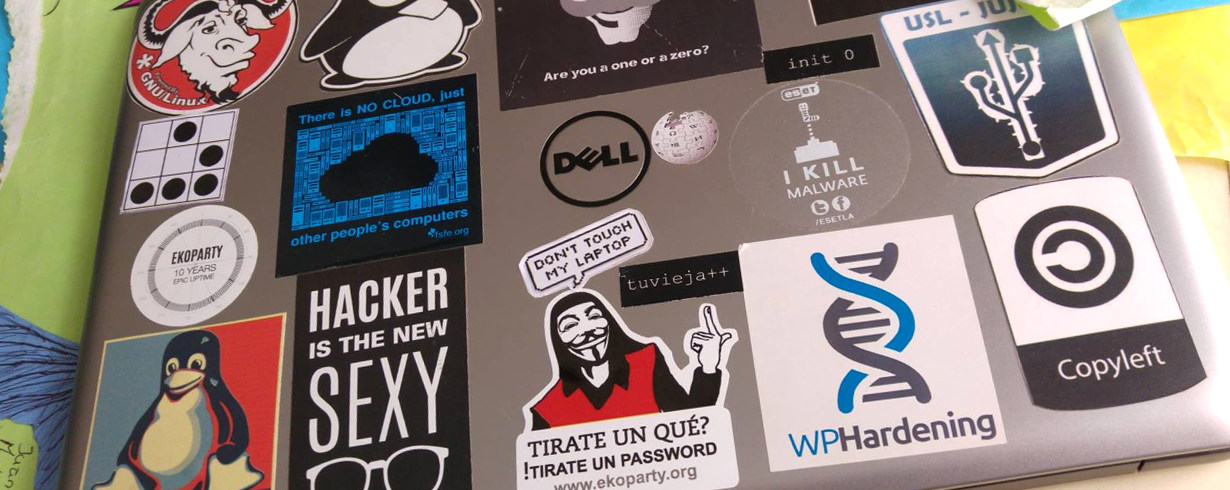 GNU/Linux
Are you a one or a zero?
init 0
USL - JUJ
There is NO CLOUD, just
other people's computers
fsfe.org
DELL
eset
I KILL
MALWARE
/ESETLA
EKOPARTY
10 YEARS
EPIC UPTIME
DON'T TOUCH
MY LAPTOP
tuvieja++
HACKER
IS THE NEW
SEXY
TIRATE UN QUÉ?
!TIRATE UN PASSWORD
www.ekoparty.org
WPHardening
Copyleft